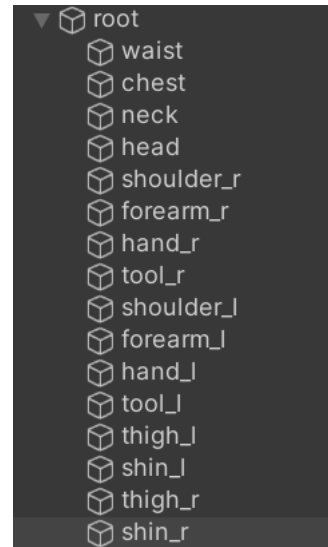 root
waist
chest
neck
head
shoulder_r
forearm_r
hand_r
tool_r
shoulder_l
forearm_l
hand_l
tool_l
thigh_l
shin_l
thigh_r
shin_r